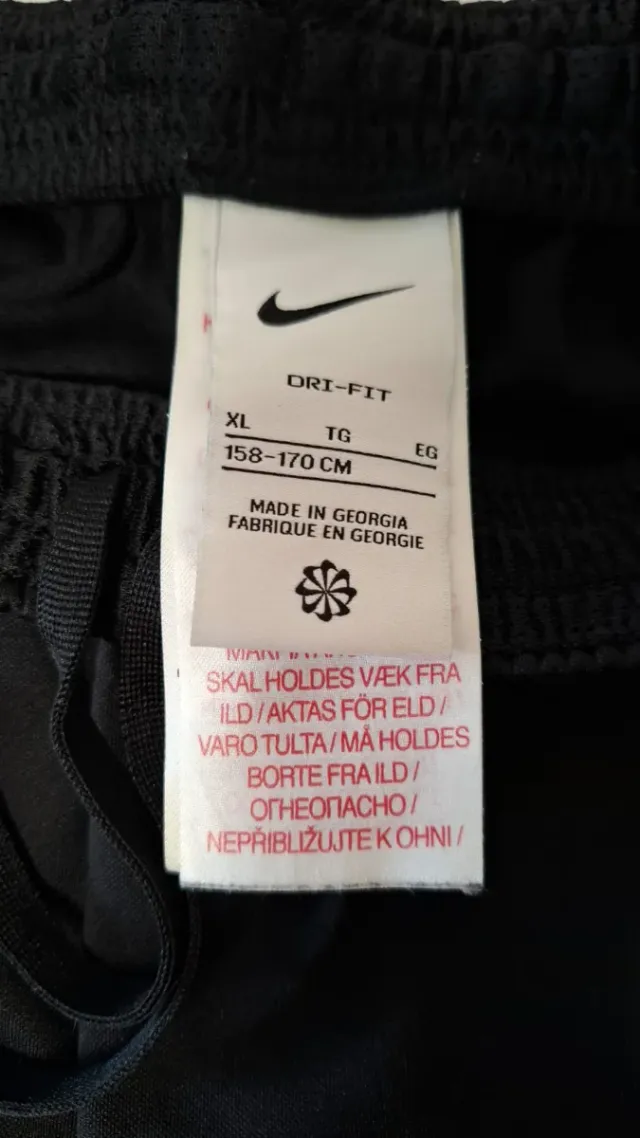 DRI-FIT
XL TG EG
158-170 CM
MADE IN GEORGIA
FABRIQUE EN GEORGIE
SKAL HOLDES VÆK FRA
ILD / AKTAS FÖR ELD /
VARO TULTA / MÅ HOLDES
BORTE FRA ILD /
ОГНЕОПАСНО /
NEPŘIBLIŽUJTE K OHNI /